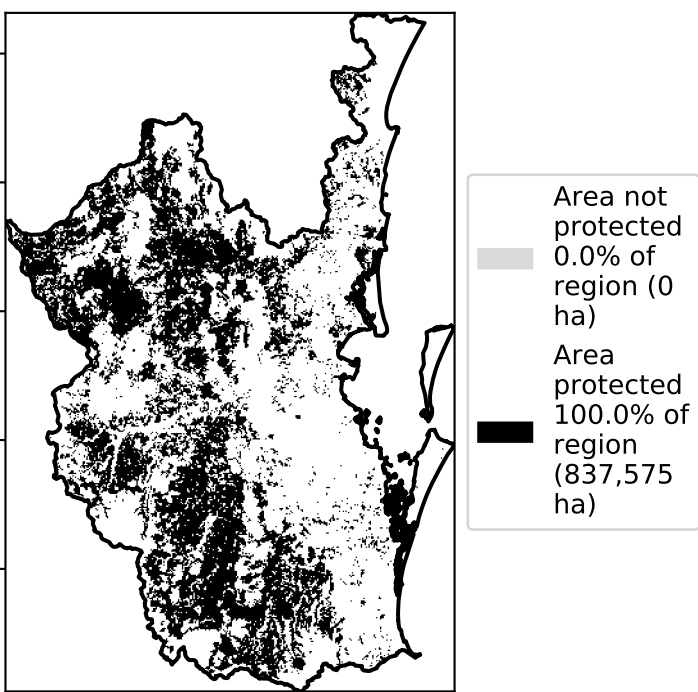 Area not
protected
0.0% of
region (0
ha)
Area
protected
100.0% of
region
(837,575
ha)